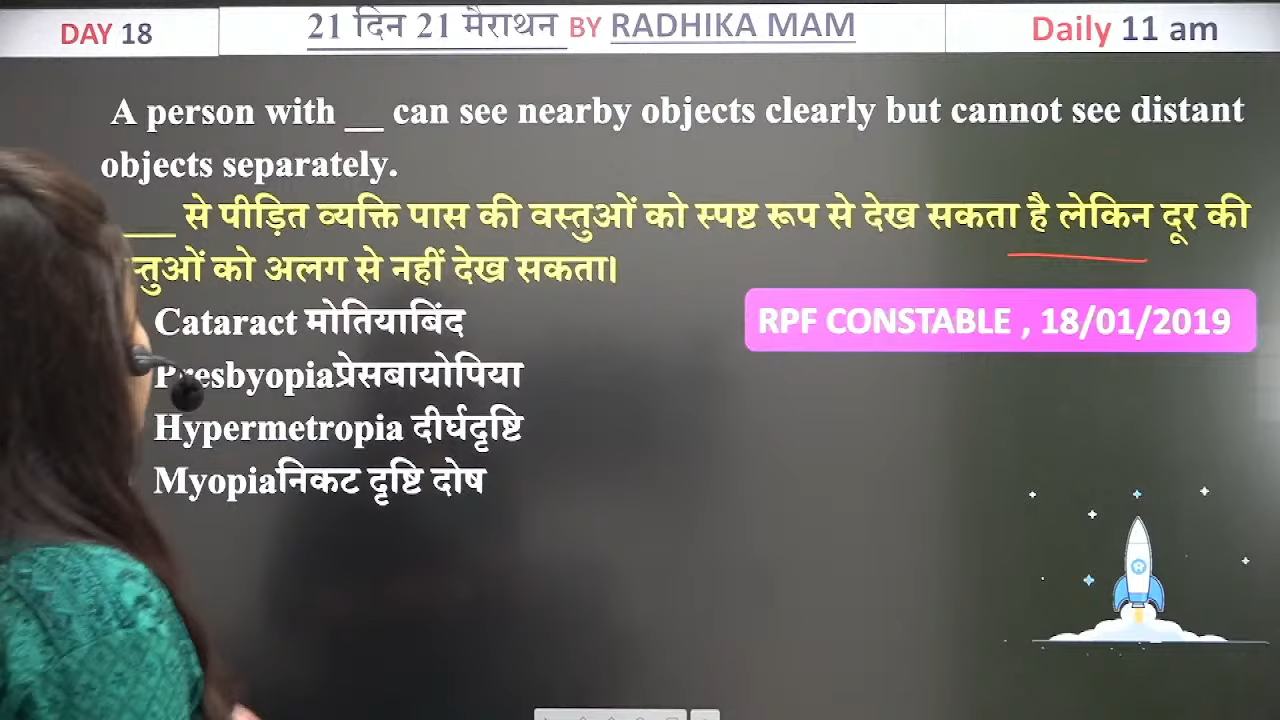 DAY 18
21 दिन 21 मैराथन BY RADHIKA MAM
Daily 11 am
A person with __ can see nearby objects clearly but cannot see distant
objects separately.
___ से पीड़ित व्यक्ति पास की वस्तुओं को स्पष्ट रूप से देख सकता है लेकिन दूर की
स्तुओं को अलग से नहीं देख सकता।
Cataract मोतियाबिंद
RPF CONSTABLE , 18/01/2019
Presbyopiaप्रेसबायोपिया
Hypermetropia दीर्घदृष्टि
Myopiaनिकट दृष्टि दोष